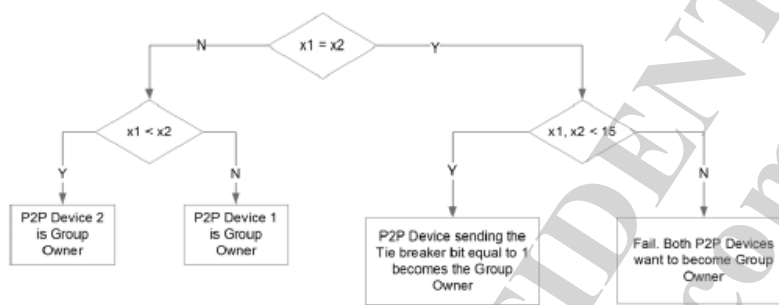 x1 = x2
N
Y
x1 < x2
x1, x2 < 15
Y
N
Y
N
P2P Device 2
is Group
Owner
P2P Device 1
is Group
Owner
P2P Device sending the
Tie breaker bit equal to 1
becomes the Group
Owner
Fail. Both P2P Devices
want to become Group
Owner